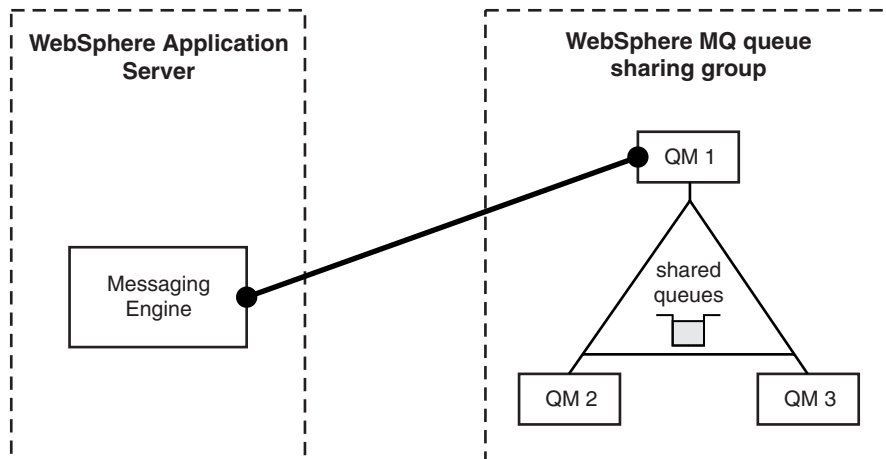 WebSphere Application
Server
WebSphere MQ queue
sharing group
QM 1
Messaging
Engine
shared
queues
QM 2
QM 3